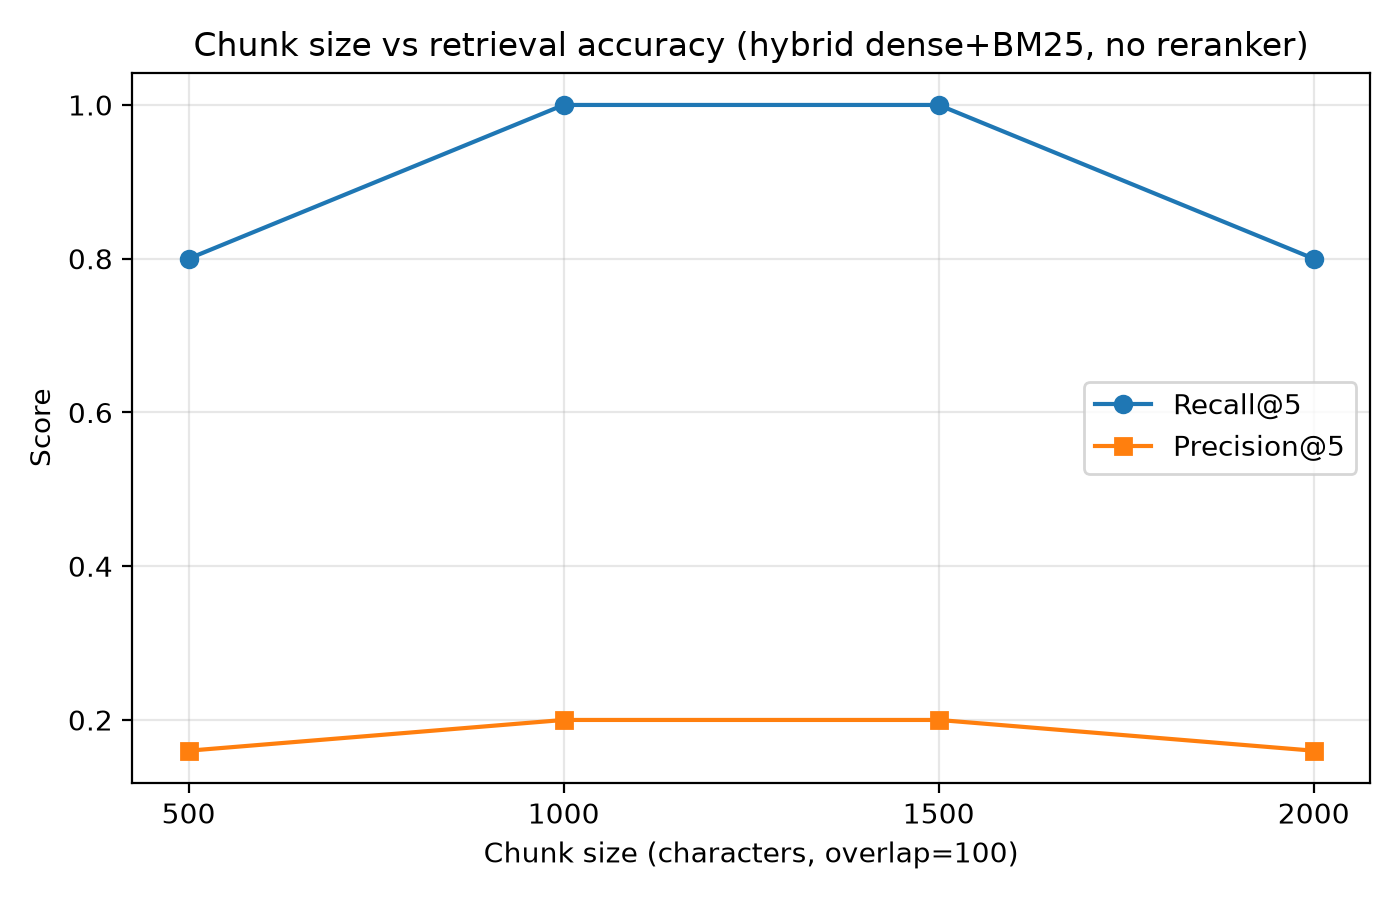 Chunk size vs retrieval accuracy (hybrid dense+BM25, no reranker)
1.0
0.8
0.6
0.4
0.2
Score
Recall@5
Precision@5
500 1000 1500 2000
Chunk size (characters, overlap=100)